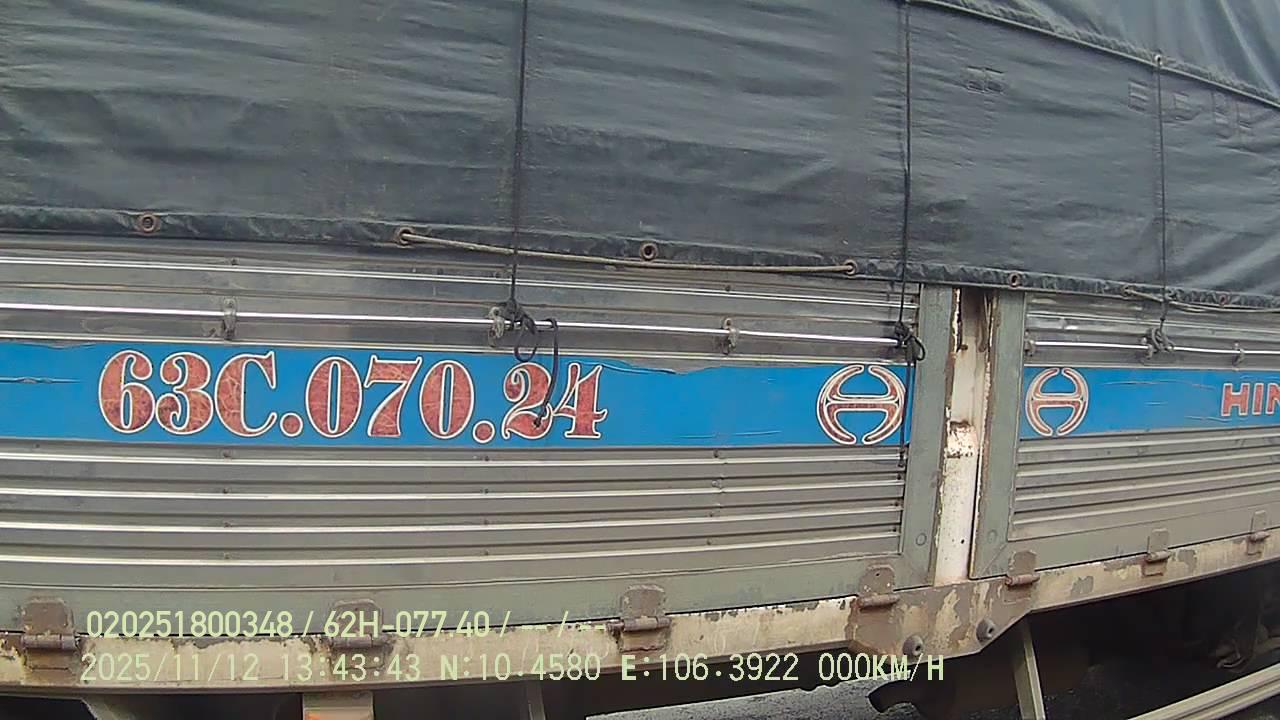 63C.070.24
HIN
020251800348 / 62H-077.40 / -- / --
2025/11/12 13:43:43 N:10.4580 E:106.3922 000KM/H